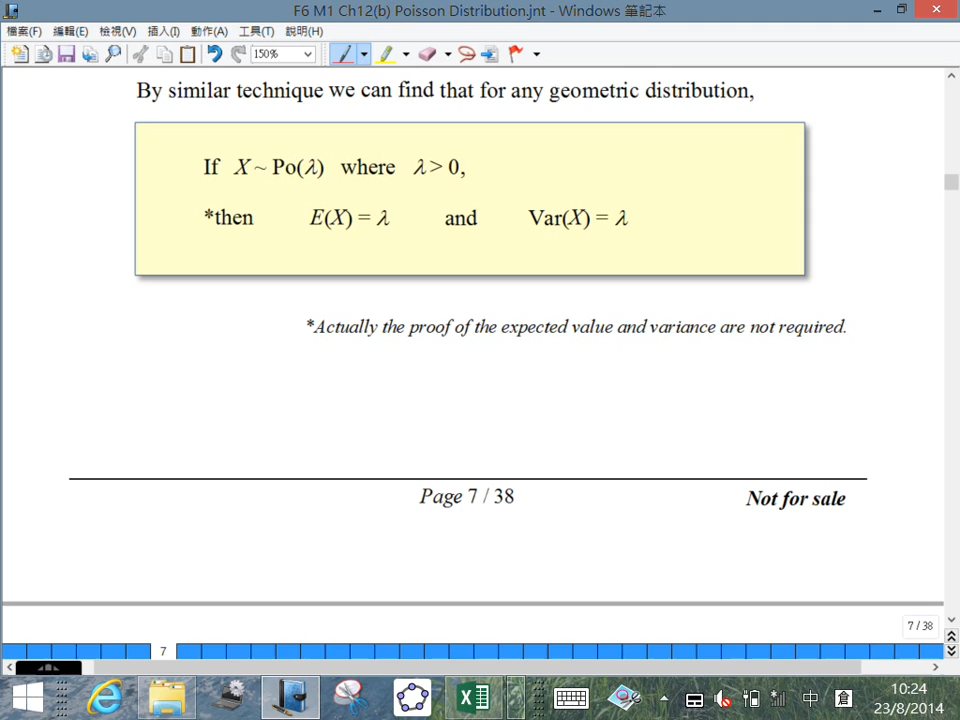 F6 M1 Ch12(b) Poisson Distribution.jnt - Windows 筆記本
檔案(F) 編輯(E) 檢視(V) 插入(I) 動作(A) 工具(T) 說明(H)
150%
By similar technique we can find that for any geometric distribution,
If X ~ Po(λ) where λ > 0,
*then E(X) = λ and Var(X) = λ
*Actually the proof of the expected value and variance are not required.
Page 7 / 38 Not for sale
7 / 38
7
中 倉
10:24
23/8/2014